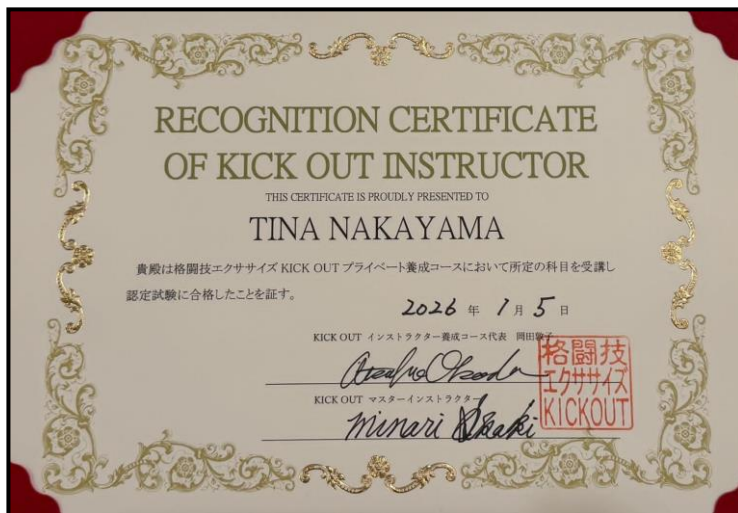 RECOGNITION CERTIFICATE
OF KICK OUT INSTRUCTOR
THIS CERTIFICATE IS PROUDLY PRESENTED TO
TINA NAKAYAMA
貴殿は格闘技エクササイズ KICK OUT プライベート養成コースにおいて所定の科目を受講し
認定試験に合格したことを証す。
2026 年 1 月 5 日
KICK OUT インストラクター養成コース代表 岡田敦子
KICK OUT マスターインストラクター
minari
格闘技
エクササイズ
KICKOUT